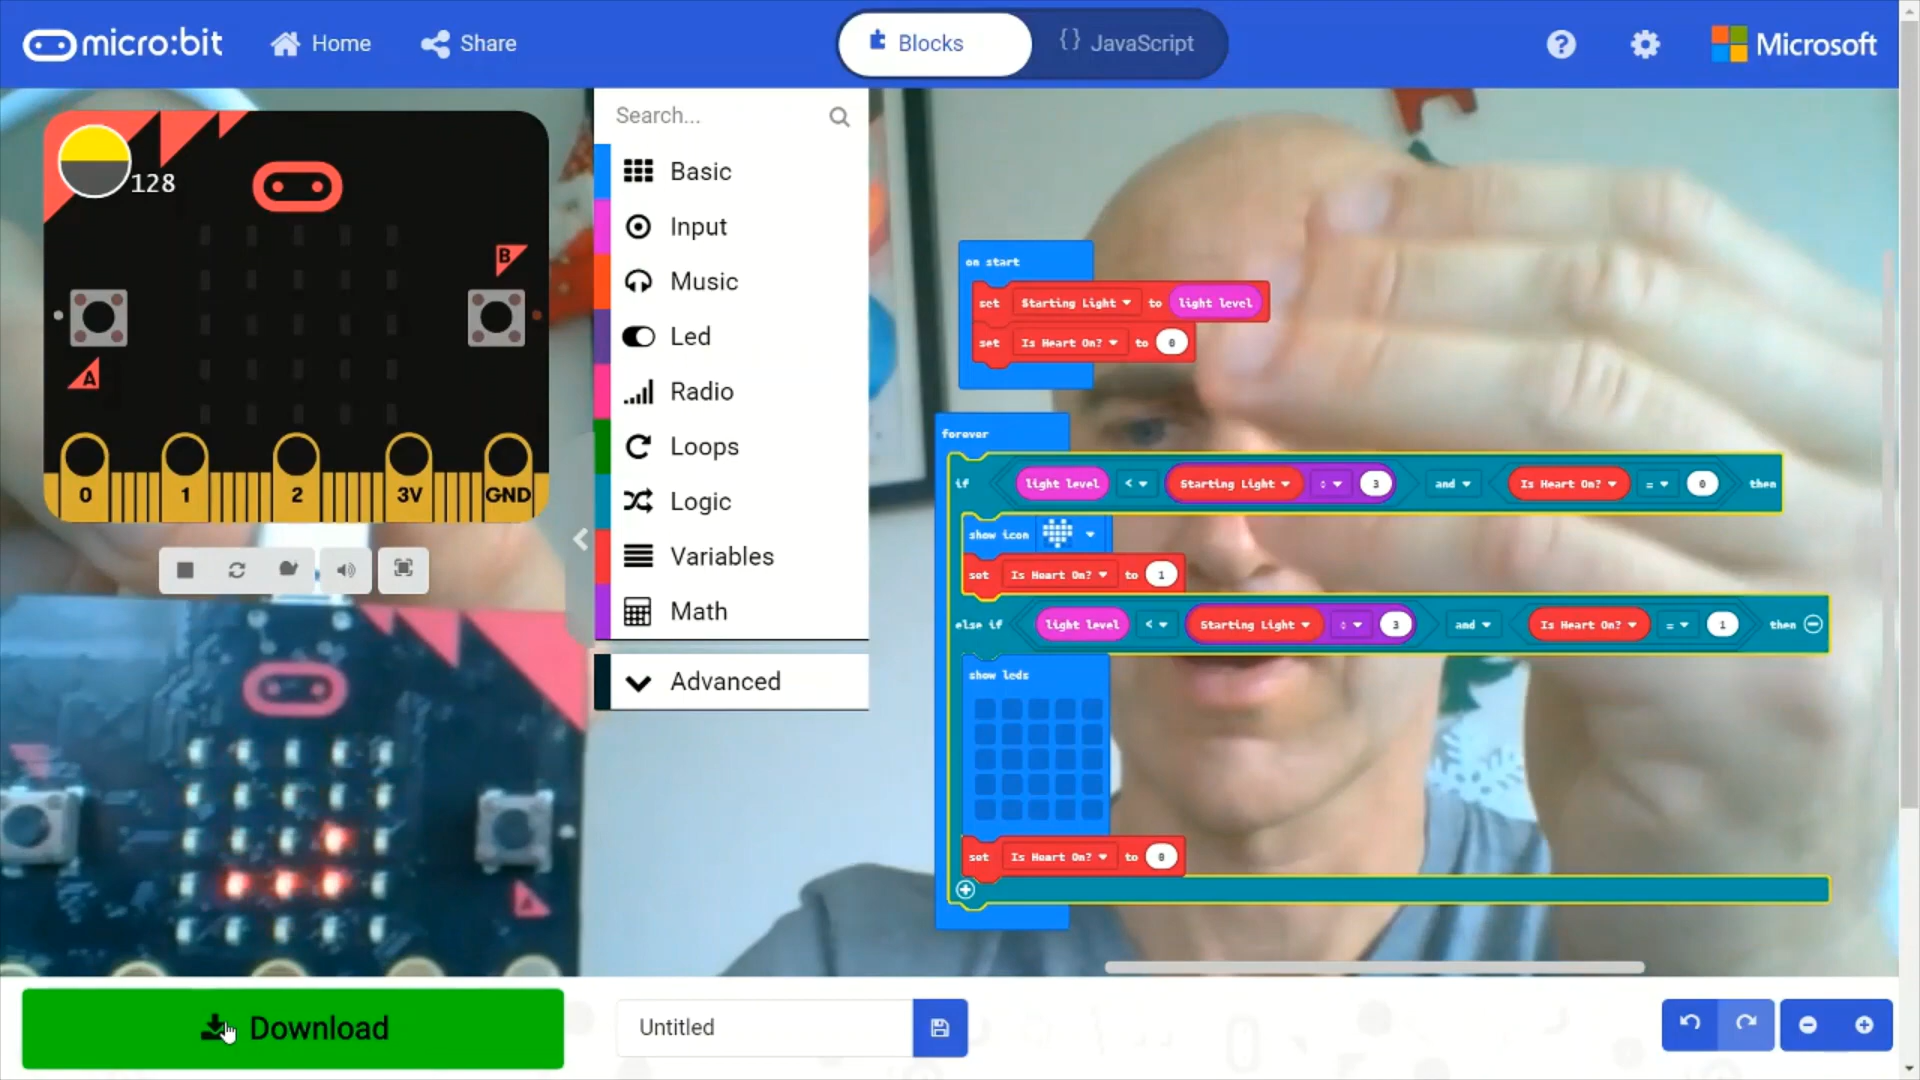 micro:bit Home Share Blocks {} JavaScript ? Microsoft
128
B
A
0 1 2 3V GND
Search...
Basic
Input
Music
Led
Radio
Loops
Logic
Variables
Math
Advanced
on start
set Starting Light to light level
set Is Heart On? to 0
forever
if light level < Starting Light ÷ 3 and Is Heart On? = 0 then
show icon
set Is Heart On? to 1
else if light level < Starting Light ÷ 3 and Is Heart On? = 1 then
show leds
set Is Heart On? to 0
A
Download
Untitled